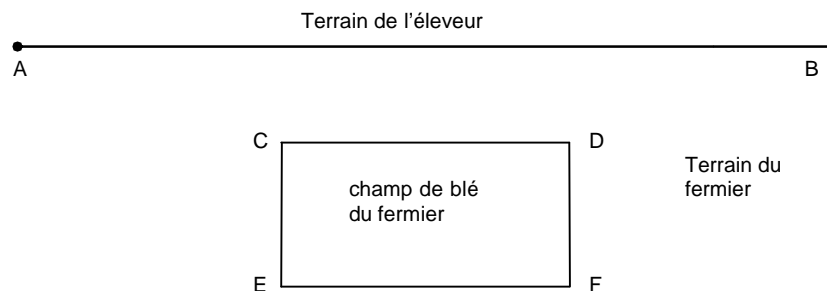 Terrain de l’éleveur
A B
C D
Terrain du
fermier
champ de blé
du fermier
E F